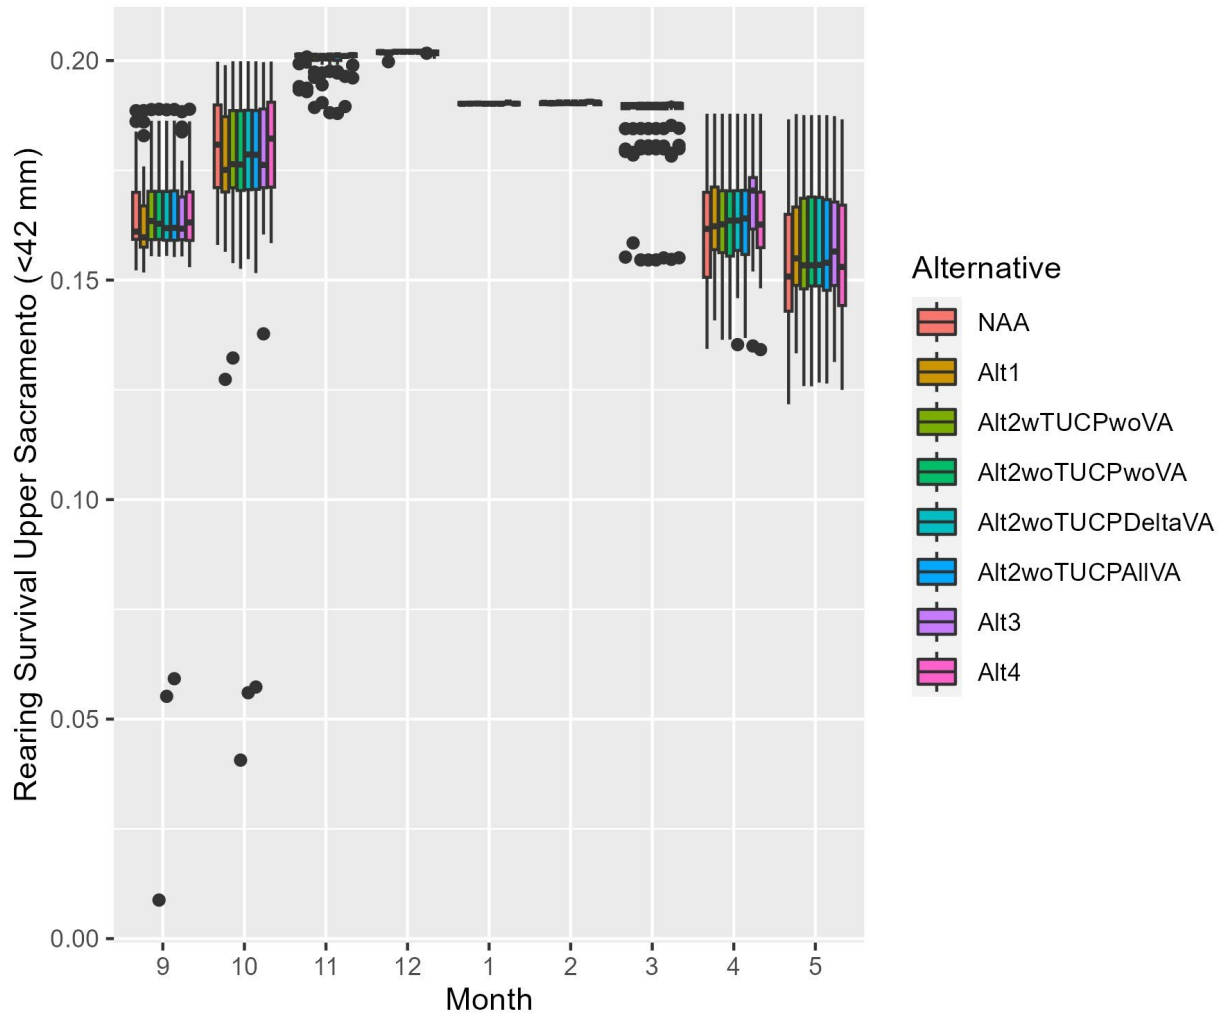 Rearing Survival Upper Sacramento (<42 mm)
0.20
0.15
0.10
0.05
0.00
9 10 11 12 1 2 3 4 5
Month
Alternative
NAA
Alt1
Alt2wTUCPwoVA
Alt2woTUCPwoVA
Alt2woTUCPDeltaVA
Alt2woTUCPAllVA
Alt3
Alt4